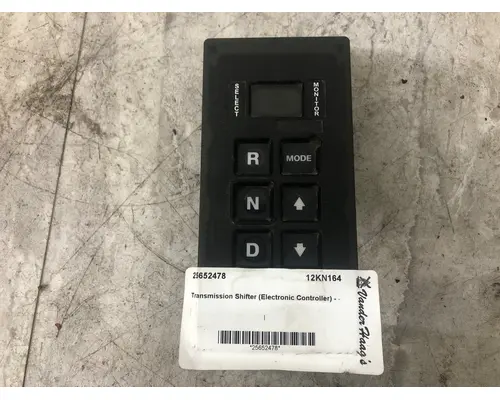 SELECT
MONITOR
R
MODE
N
D
25652478
12KN164
Transmission Shifter (Electronic Controller) - -
|
*25652478*
Vander Haag's